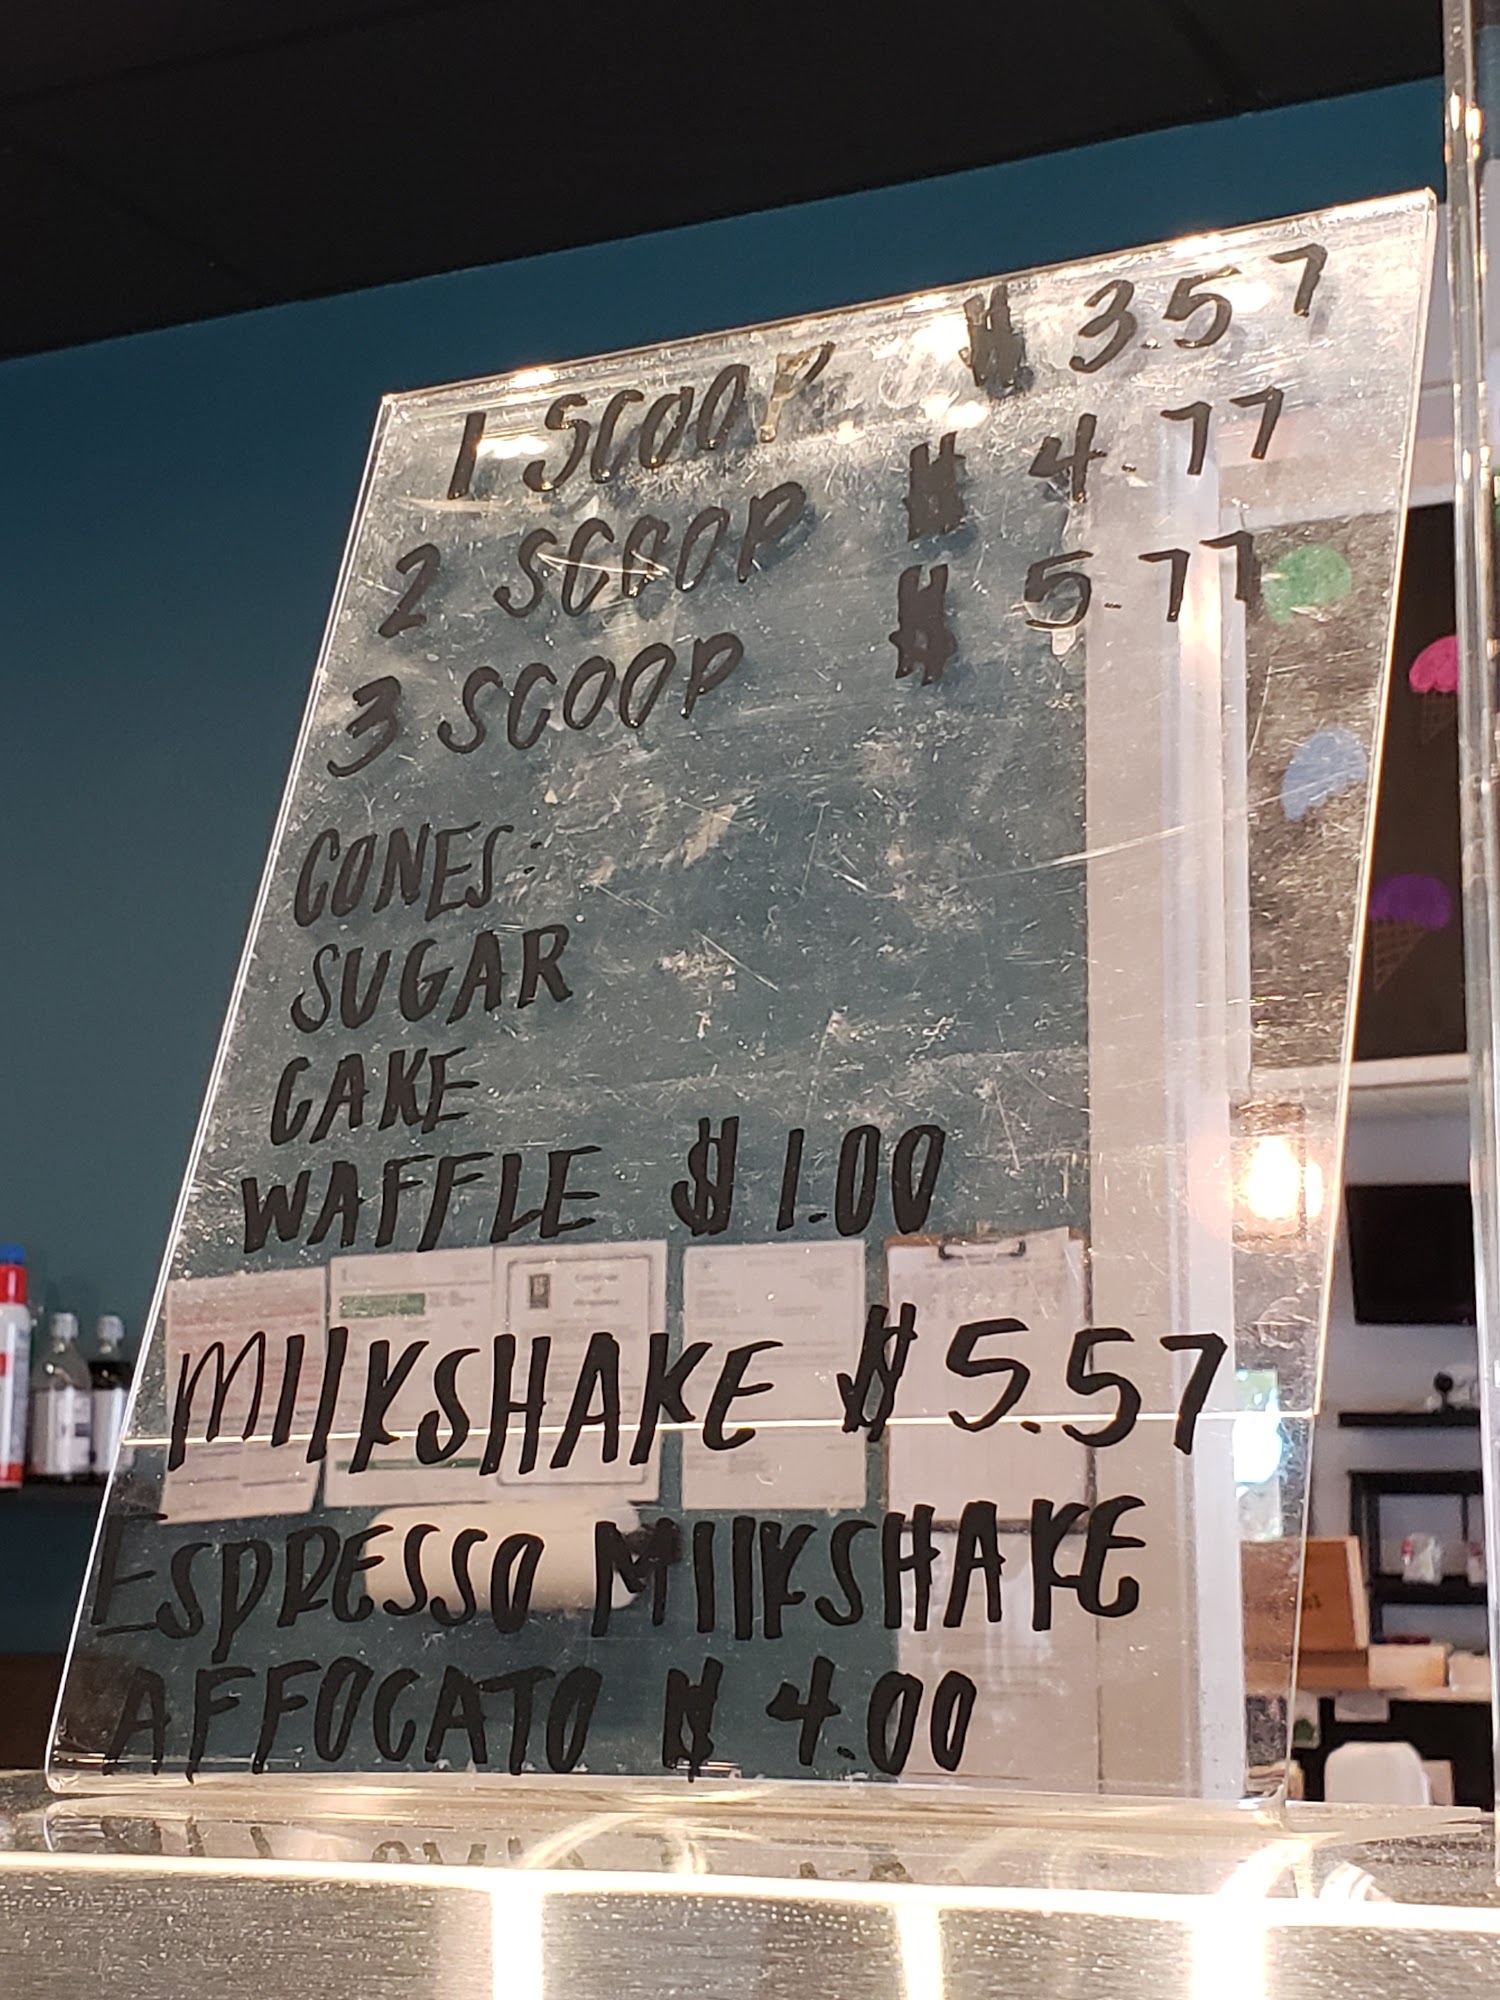 1 SCOOP $ 3.57
2 SCOOP $ 4.77
3 SCOOP $ 5.77
CONES:
SUGAR
CAKE
WAFFLE $ 1.00
MILKSHAKE $5.57
ESPRESSO MILKSHAKE
AFFOCATO $ 4.00